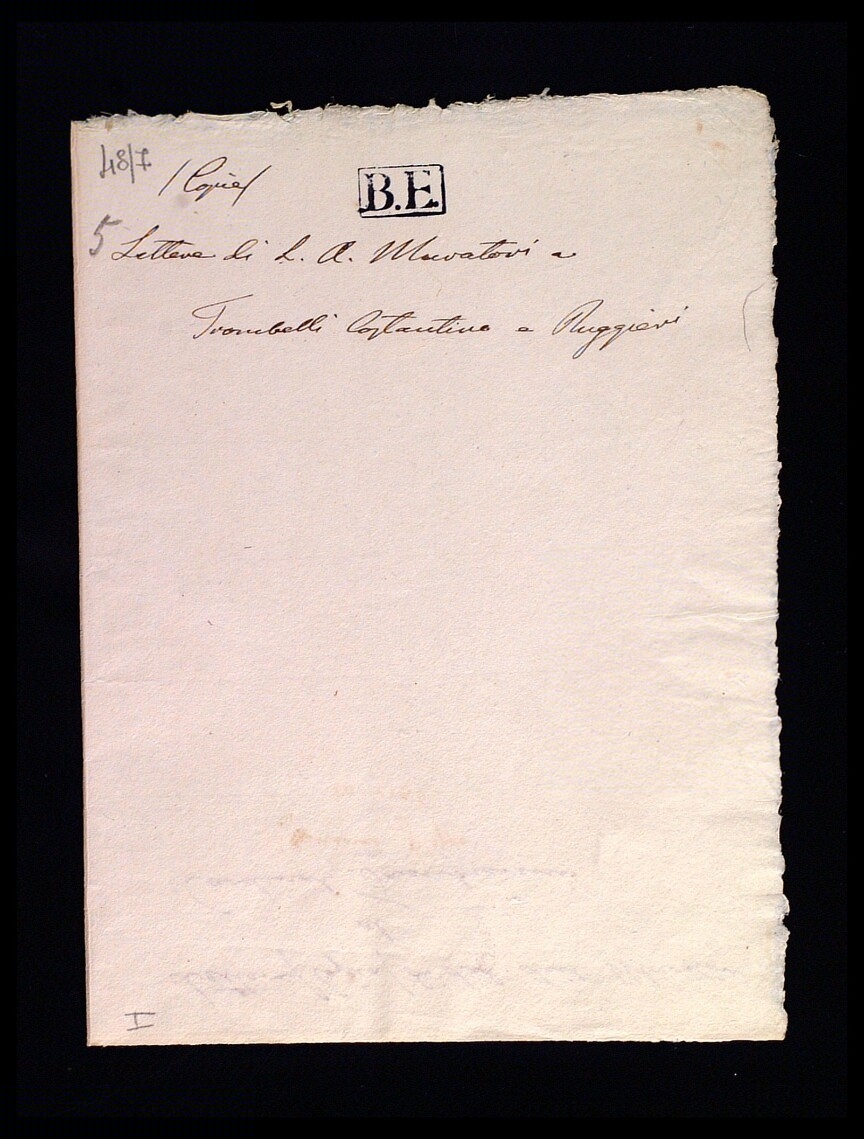 48/7
/Copie/
B.E.
5 Lettere di L. A. Muratori a
Trombelli Costantino e Ruggieri
I